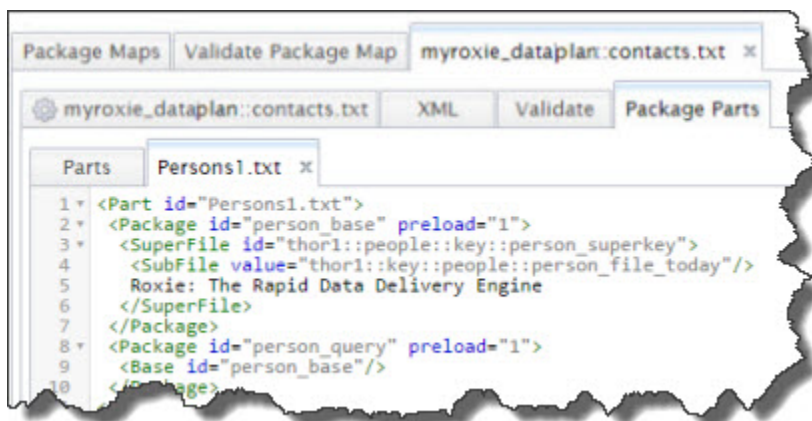 Package Maps Validate Package Map myroxie_dataplan::contacts.txt ×
myroxie_dataplan::contacts.txt XML Validate Package Parts
Parts Persons1.txt ×
1 <Part id="Persons1.txt">
2 <Package id="person_base" preload="1">
3 <SuperFile id="thor1::people::key::person_superkey">
4 <SubFile value="thor1::key::people::person_file_today"/>
5 Roxie: The Rapid Data Delivery Engine
6 </SuperFile>
7 </Package>
8 <Package id="person_query" preload="1">
9 <Base id="person_base"/>
10 </Package>